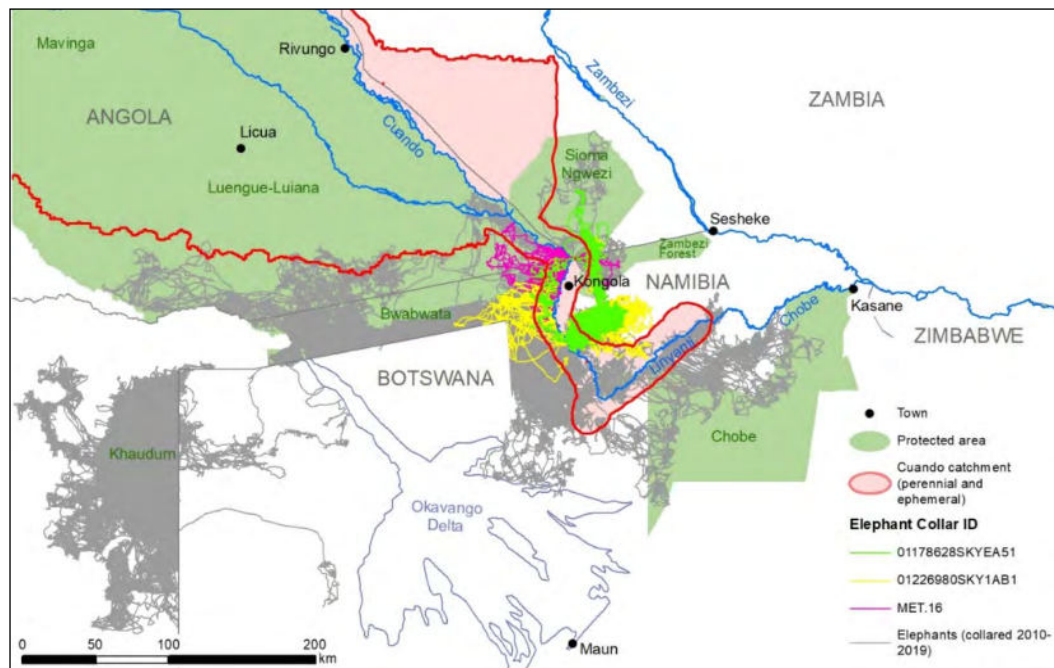 Mavinga
Rivungo
Zambezi
ZAMBIA
ANGOLA
Cuando
Licua
Sioma
Ngwezi
Luengue-Luiana
Sesheke
Zambezi
Forest
Kongola
NAMIBIA
Kasane
Bwabwata
Chobe
ZIMBABWE
Linyanti
BOTSWANA
Khaudum
Chobe
Okavango
Delta
Maun
Town
Protected area
Cuando catchment
(perennial and
ephemeral)
Elephant Collar ID
01178628SKYEA51
01226980SKY1AB1
MET.16
Elephants (collared 2010-
2019)
0 50 100 200
km